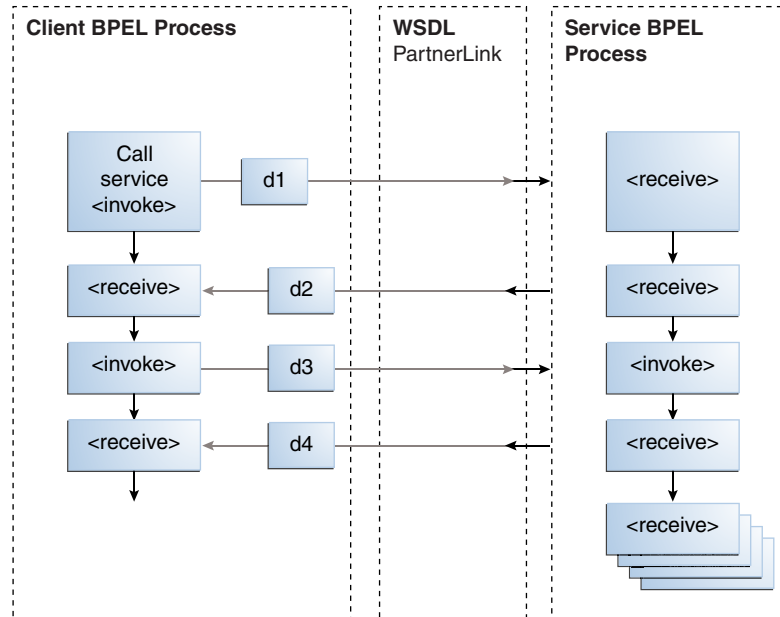 Client BPEL Process
WSDL
PartnerLink
Service BPEL
Process
Call
service
<invoke>
d1
<receive>
<receive>
d2
<receive>
<invoke>
d3
<invoke>
<receive>
d4
<receive>
<receive>